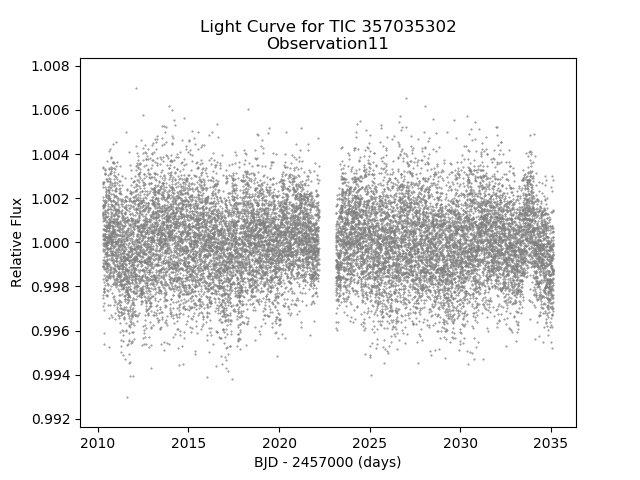 Light Curve for TIC 357035302
Observation11
1.008
1.006
1.004
1.002
1.000
0.998
0.996
0.994
0.992
Relative Flux
2010 2015 2020 2025 2030 2035
BJD - 2457000 (days)